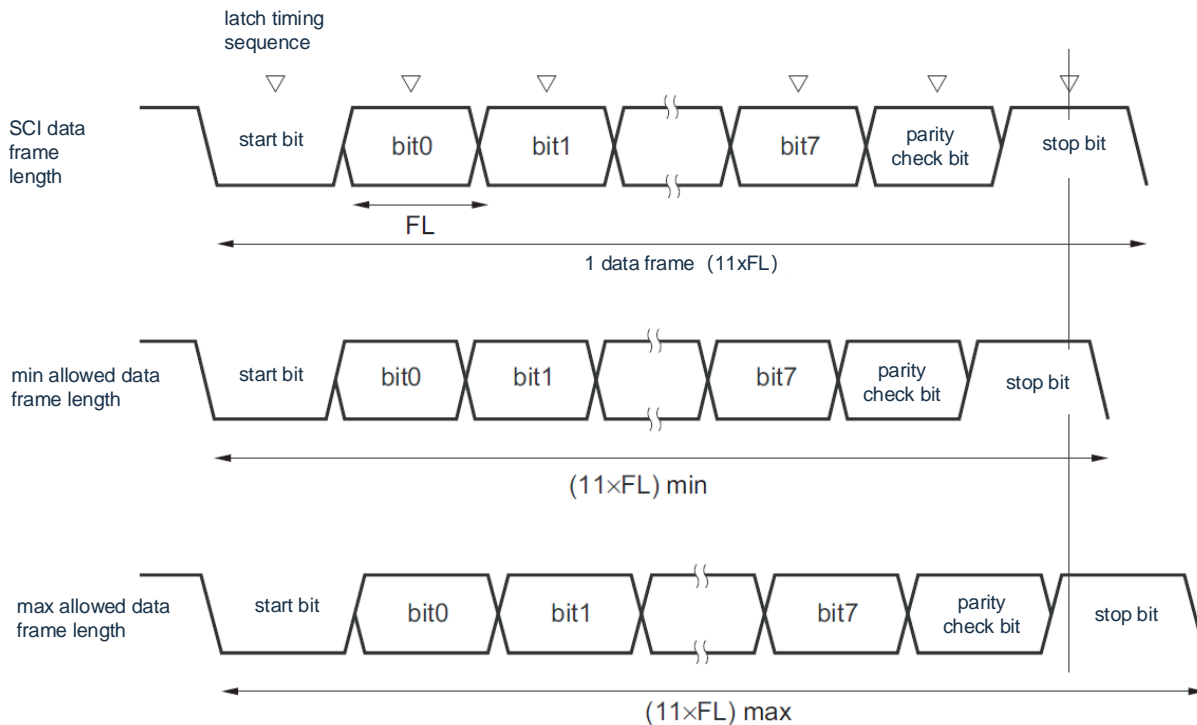 latch timing
sequence
SCI data
frame
length
start bit
bit0
bit1
bit7
parity
check bit
stop bit
FL
1 data frame (11xFL)
min allowed data
frame length
start bit
bit0
bit1
bit7
parity
check bit
stop bit
(11×FL) min
max allowed data
frame length
start bit
bit0
bit1
bit7
parity
check bit
stop bit
(11×FL) max